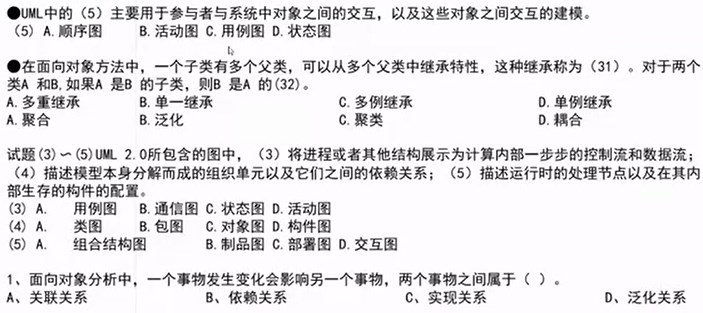 ●UML中的（5）主要用于参与者与系统中对象之间的交互，以及这些对象之间交互的建模。
（5）A.顺序图 B.活动图 C.用例图 D.状态图
●在面向对象方法中，一个子类有多个父类，可以从多个父类中继承特性，这种继承称为（31）。对于两个
类A 和B,如果A 是B 的子类，则B 是A 的(32)。
A.多重继承 B.单一继承 C.多例继承 D.单例继承
A.聚合 B.泛化 C.聚类 D.耦合
试题(3)～(5)UML 2.0所包含的图中，（3）将进程或者其他结构展示为计算内部一步步的控制流和数据流；
（4）描述模型本身分解而成的组织单元以及它们之间的依赖关系；（5）描述运行时的处理节点以及在其内
部生存的构件的配置。
(3) A. 用例图 B.通信图 C.状态图 D.活动图
(4) A. 类图 B.包图 C.对象图 D.构件图
(5) A. 组合结构图 B.制品图 C.部署图 D.交互图
1、面向对象分析中，一个事物发生变化会影响另一个事物，两个事物之间属于（ ）。
A、关联关系 B、依赖关系 C、实现关系 D、泛化关系